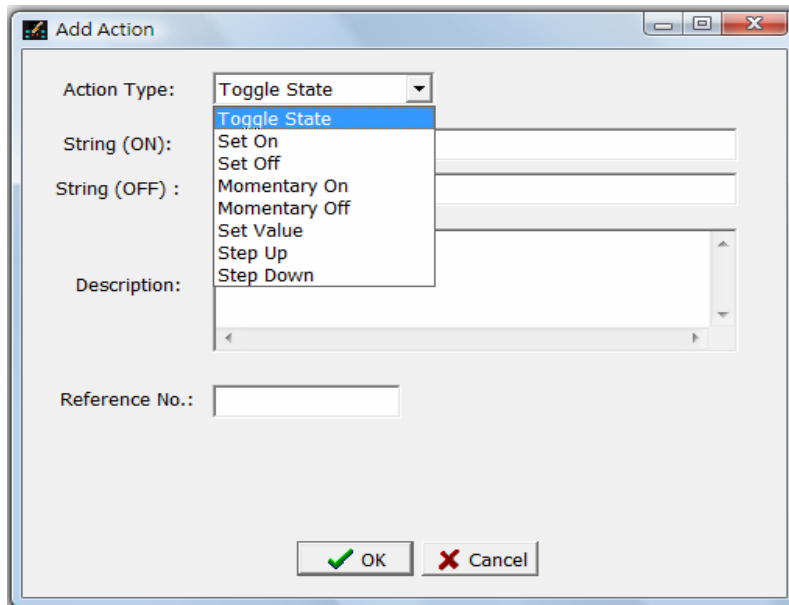 Add Action
Action Type: Toggle State
Toggle State
String (ON): Set On
Set Off
String (OFF) : Momentary On
Momentary Off
Set Value
Step Up
Description: Step Down
Reference No.:
OK Cancel